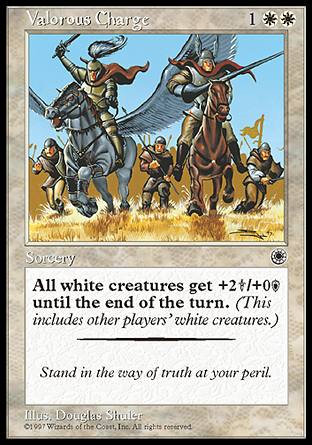 Valorous Charge 1
Sorcery
All white creatures get +2/+0
until the end of the turn. (This
includes other players' white creatures.)
Stand in the way of truth at your peril.
Illus. Douglas Shuler
©1997 Wizards of the Coast, Inc. All rights reserved.